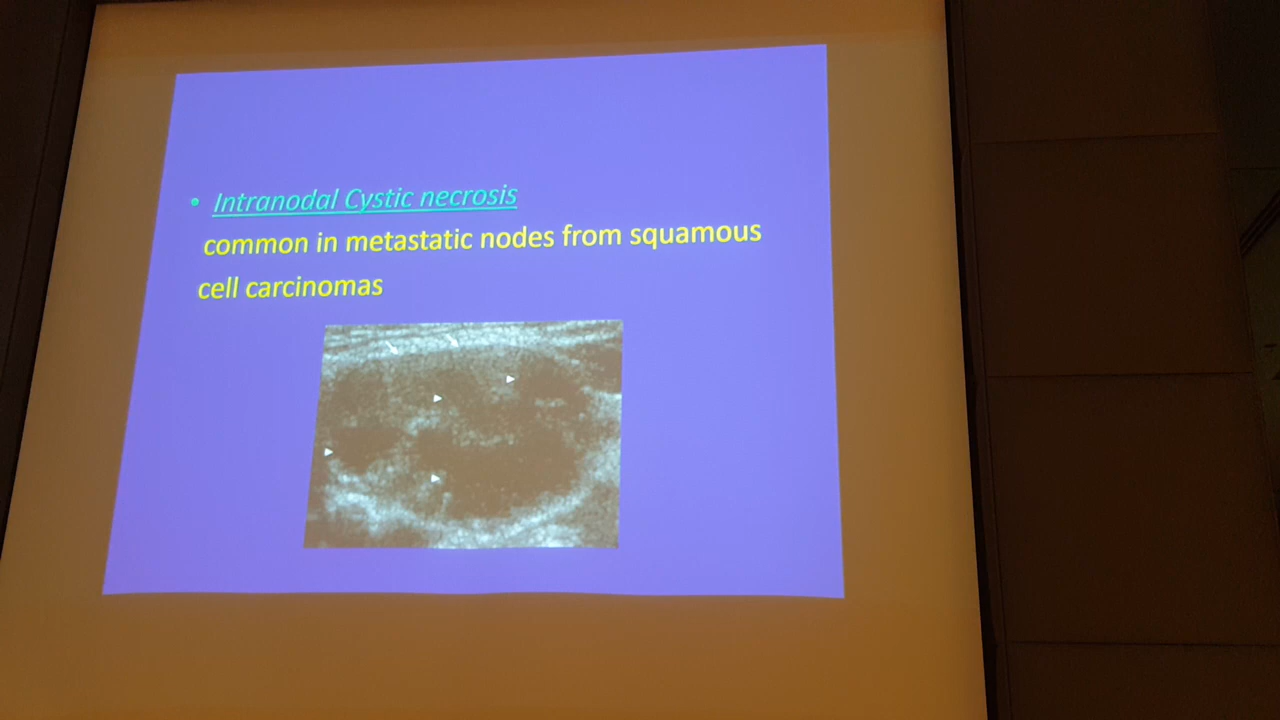 • Intranodal Cystic necrosis
common in metastatic nodes from squamous
cell carcinomas